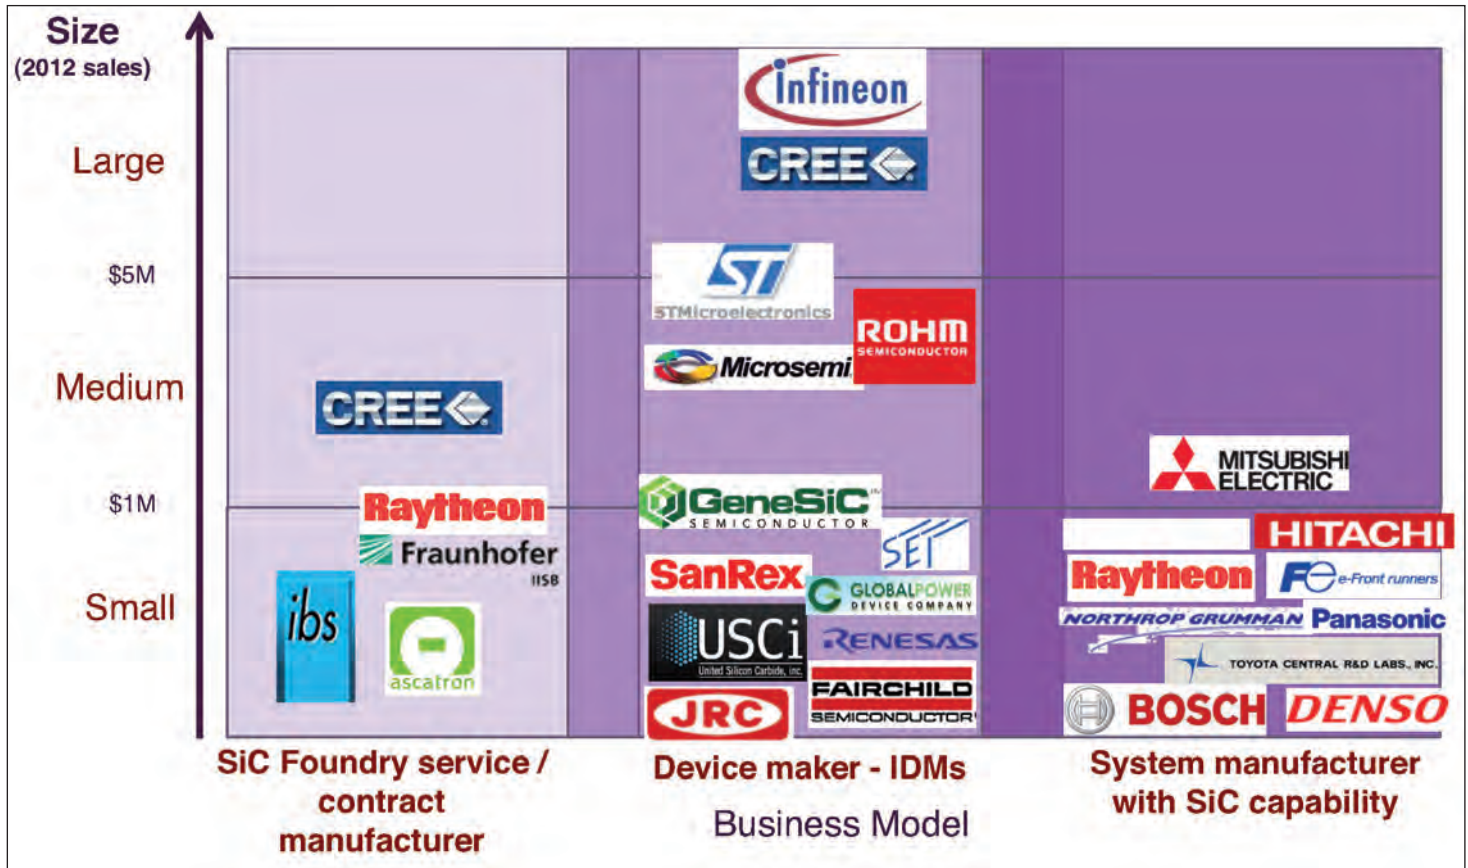 Size
(2012 sales)
Large
$5M
Medium
$1M
Small
infineon
CREE
ST
STMicroelectronics
ROHM
SEMICONDUCTOR
Microsemi
CREE
MITSUBISHI
ELECTRIC
Raytheon
Fraunhofer
IISB
ibs
ascatron
GeneSiC
SEMICONDUCTOR
SEI
SanRex
GLOBALPOWER
DEVICE COMPANY
USCi
United Silicon Carbide, inc.
RENESAS
JRC
FAIRCHILD
SEMICONDUCTOR
HITACHI
Raytheon
Fe e-Front runners
NORTHROP GRUMMAN
Panasonic
TOYOTA CENTRAL R&D LABS., INC.
BOSCH
DENSO
SiC Foundry service /
contract
manufacturer
Device maker - IDMs
System manufacturer
with SiC capability
Business Model